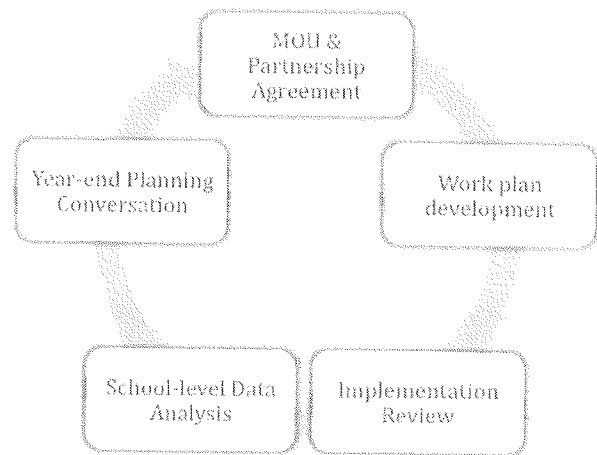 MOU &
Partnership
Agreement
Work plan
development
Implementation
Review
School-level Data
Analysis
Year-end Planning
Conversation